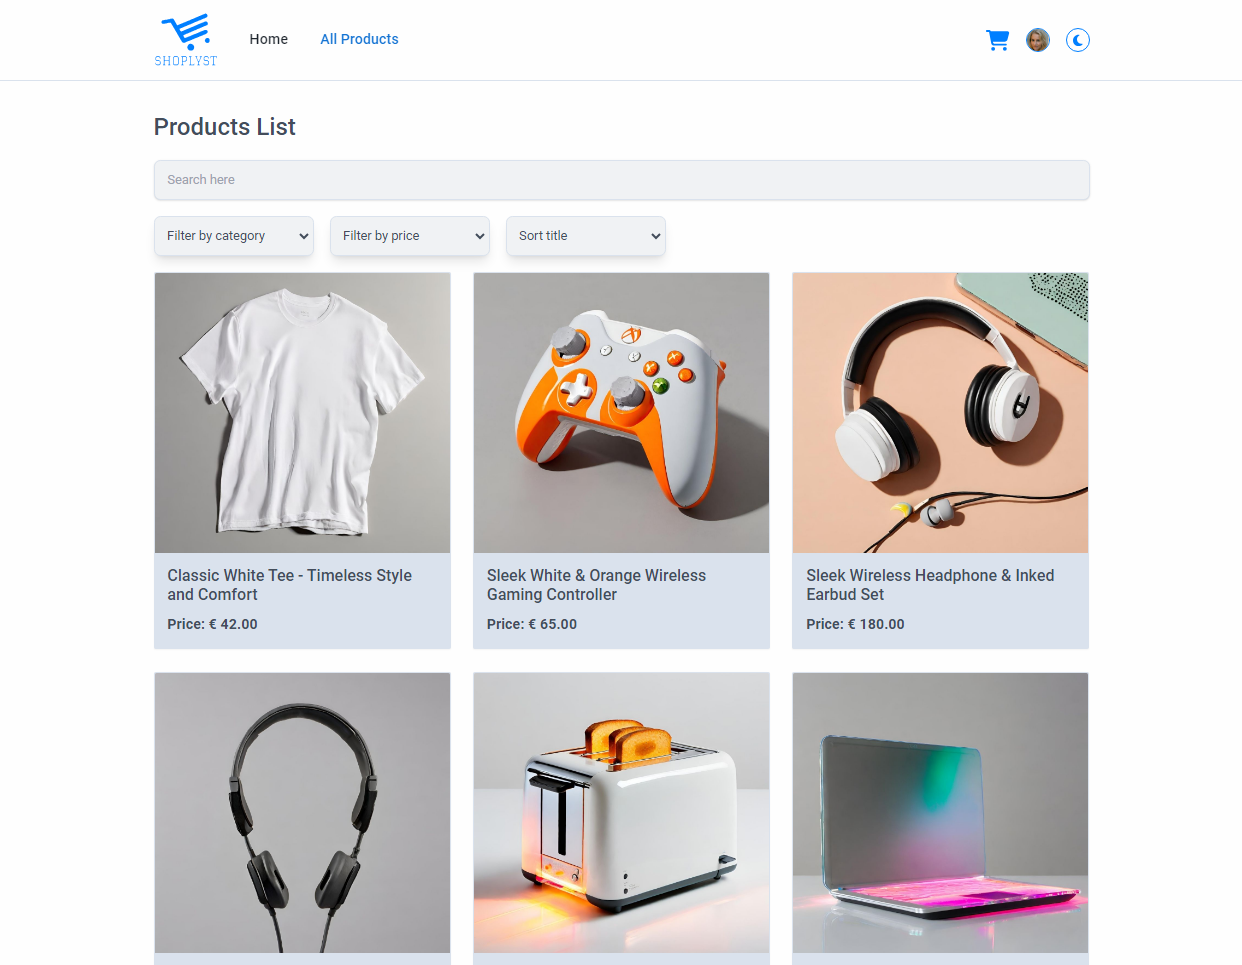 SHOPLYST
Home
All Products
Products List
Search here
Filter by category
Filter by price
Sort title
Classic White Tee - Timeless Style
and Comfort
Price: € 42.00
Sleek White & Orange Wireless
Gaming Controller
Price: € 65.00
Sleek Wireless Headphone & Inked
Earbud Set
Price: € 180.00